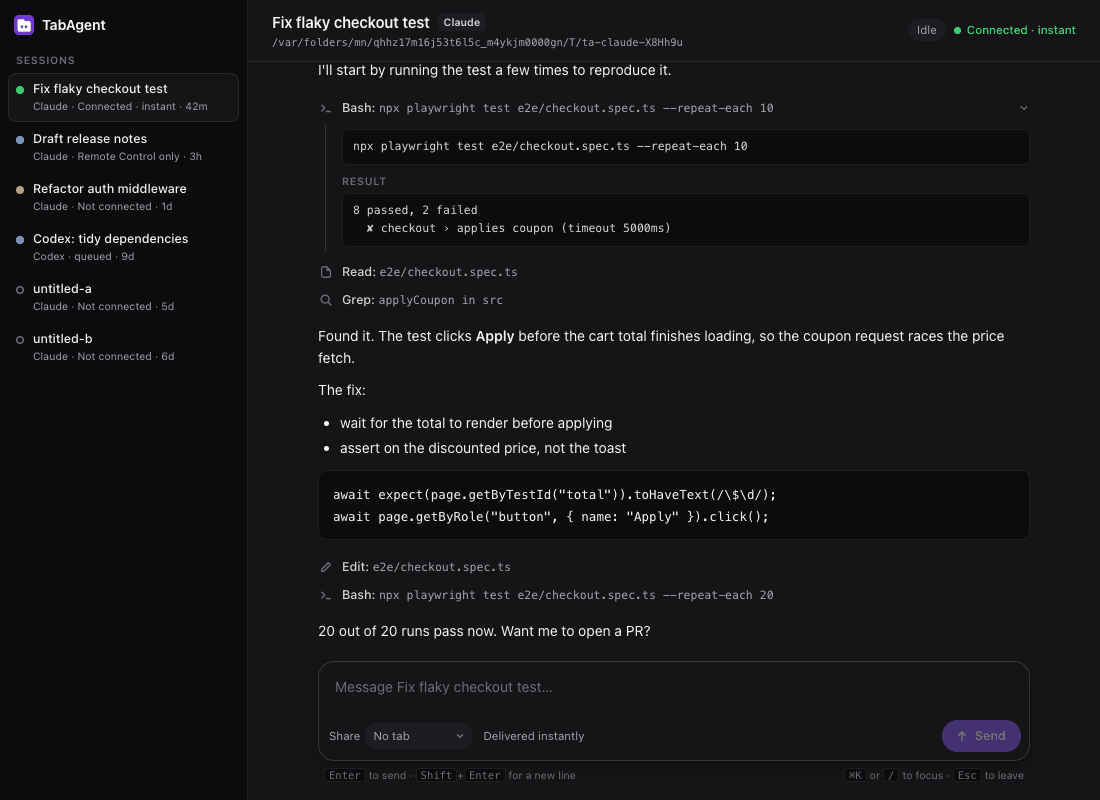 TabAgent
SESSIONS
Fix flaky checkout test
Claude · Connected · instant · 42m
Draft release notes
Claude · Remote Control only · 3h
Refactor auth middleware
Claude · Not connected · 1d
Codex: tidy dependencies
Codex · queued · 9d
untitled-a
Claude · Not connected · 5d
untitled-b
Claude · Not connected · 6d
Fix flaky checkout test Claude
/var/folders/mn/qhhz17m16j53t6l5c_m4ykjm0000gn/T/ta-claude-X8Hh9u
Idle Connected · instant
I'll start by running the test a few times to reproduce it.
Bash: npx playwright test e2e/checkout.spec.ts --repeat-each 10
npx playwright test e2e/checkout.spec.ts --repeat-each 10
RESULT
8 passed, 2 failed
✘ checkout › applies coupon (timeout 5000ms)
Read: e2e/checkout.spec.ts
Grep: applyCoupon in src
Found it. The test clicks Apply before the cart total finishes loading, so the coupon request races the price
fetch.
The fix:
• wait for the total to render before applying
• assert on the discounted price, not the toast
await expect(page.getByTestId("total")).toHaveText(/\$\d/);
await page.getByRole("button", { name: "Apply" }).click();
Edit: e2e/checkout.spec.ts
Bash: npx playwright test e2e/checkout.spec.ts --repeat-each 20
20 out of 20 runs pass now. Want me to open a PR?
Message Fix flaky checkout test…
Share No tab Delivered instantly Send
Enter to send · Shift+Enter for a new line ⌘K or / to focus · Esc to leave